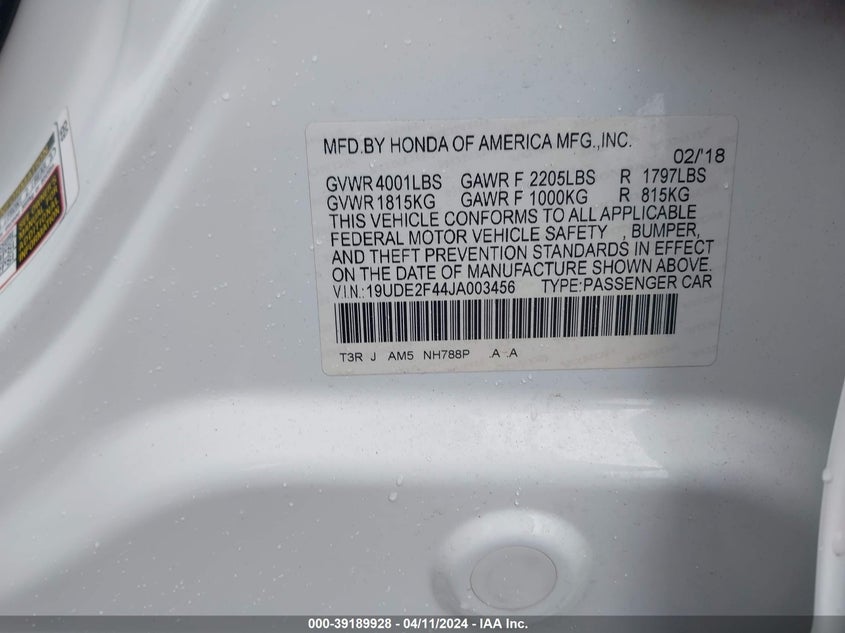 MFD.BY HONDA OF AMERICA MFG.,INC.
02/'18
GVWR 4001LBS GAWR F 2205LBS R 1797LBS
GVWR 1815KG GAWR F 1000KG R 815KG
THIS VEHICLE CONFORMS TO ALL APPLICABLE
FEDERAL MOTOR VEHICLE SAFETY , BUMPER,
AND THEFT PREVENTION STANDARDS IN EFFECT
ON THE DATE OF MANUFACTURE SHOWN ABOVE.
V.I.N.:19UDE2F44JA003456 TYPE:PASSENGER CAR
T3R J AM5 NH788P .A .A
000-39189928 - 04/11/2024 - IAA Inc.